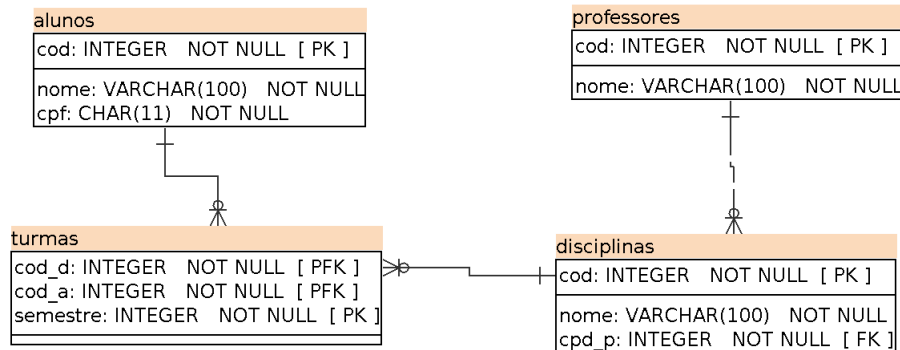 alunos
cod: INTEGER NOT NULL [ PK ]
nome: VARCHAR(100) NOT NULL
cpf: CHAR(11) NOT NULL
professores
cod: INTEGER NOT NULL [ PK ]
nome: VARCHAR(100) NOT NULL
turmas
cod_d: INTEGER NOT NULL [ PFK ]
cod_a: INTEGER NOT NULL [ PFK ]
semestre: INTEGER NOT NULL [ PK ]
disciplinas
cod: INTEGER NOT NULL [ PK ]
nome: VARCHAR(100) NOT NULL
cpd_p: INTEGER NOT NULL [ FK ]